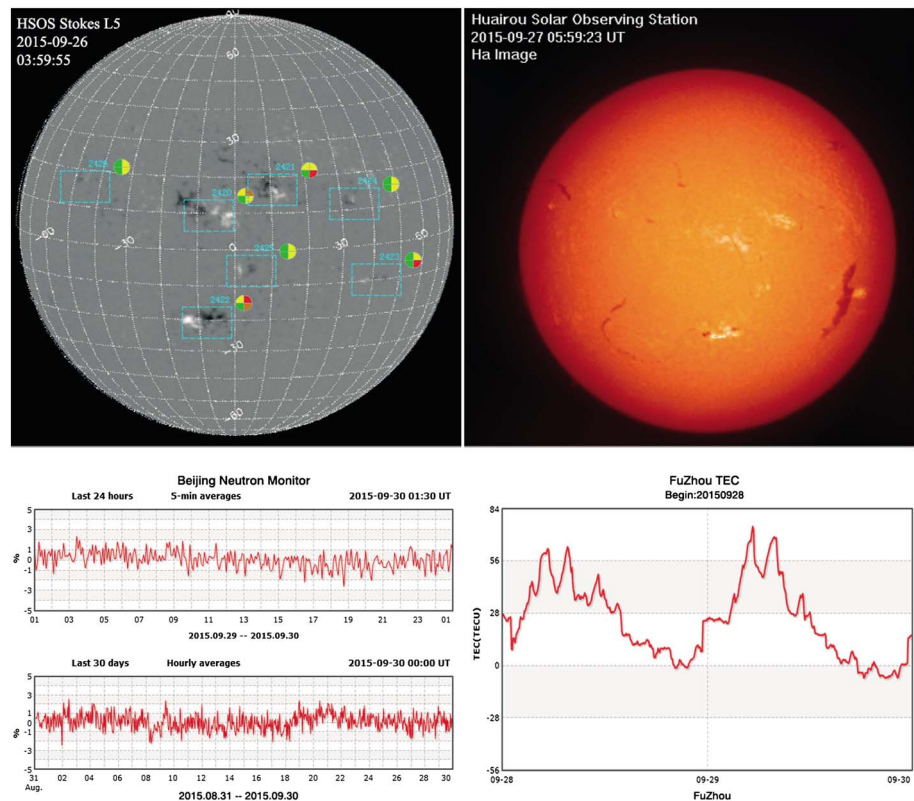 HSOS Stokes L5
2015-09-26
03:59:55
60
30
2426
2421
2420
2424
-60
-30
0
30
60
2425
2423
2422
-30
-60
Huairou Solar Observing Station
2015-09-27 05:59:23 UT
Ha Image
Beijing Neutron Monitor
Last 24 hours 5-min averages 2015-09-30 01:30 UT
5
3
1
0
-1
-3
-5
%
01 03 05 07 09 11 13 15 17 19 21 23 01
2015.09.29 -- 2015.09.30
Last 30 days Hourly averages 2015-09-30 00:00 UT
5
3
1
0
-1
-3
-5
%
31 02 04 06 08 10 12 14 16 18 20 22 24 26 28 30
Aug.
2015.08.31 -- 2015.09.30
FuZhou TEC
Begin:20150928
84
56
28
0
-28
-56
TEC(TECU)
09-28 09-29 09-30
FuZhou